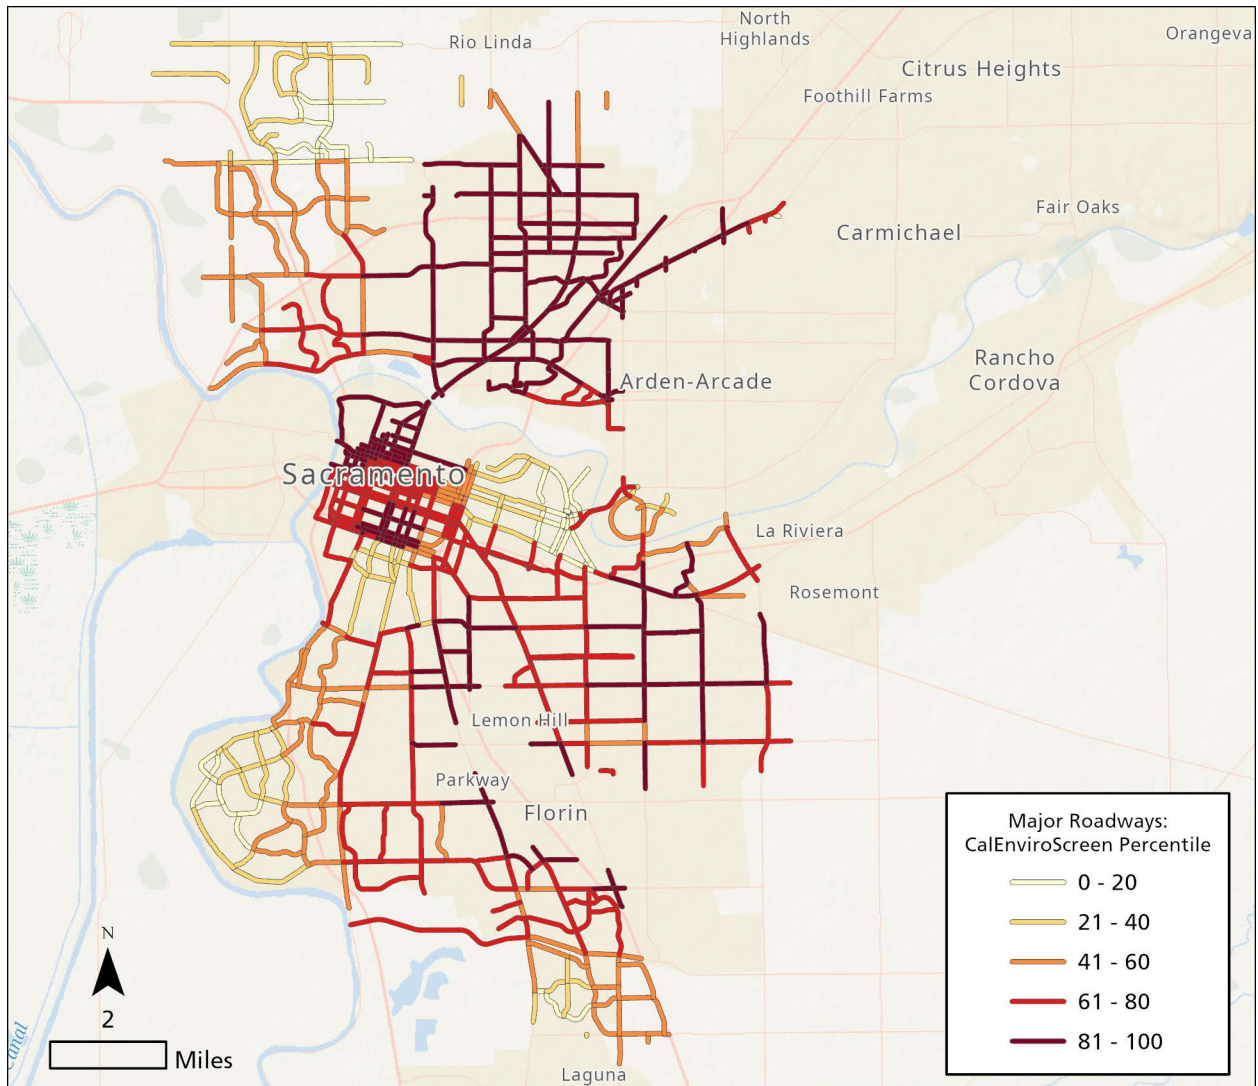 Rio Linda
North
Highlands
Orangeva
Citrus Heights
Foothill Farms
Fair Oaks
Carmichael
Rancho
Cordova
Arden-Arcade
Sacramento
La Riviera
Rosemont
Lemon Hill
Parkway
Florin
Laguna
Canal
N
2
Miles
Major Roadways:
CalEnviroScreen Percentile
0 - 20
21 - 40
41 - 60
61 - 80
81 - 100